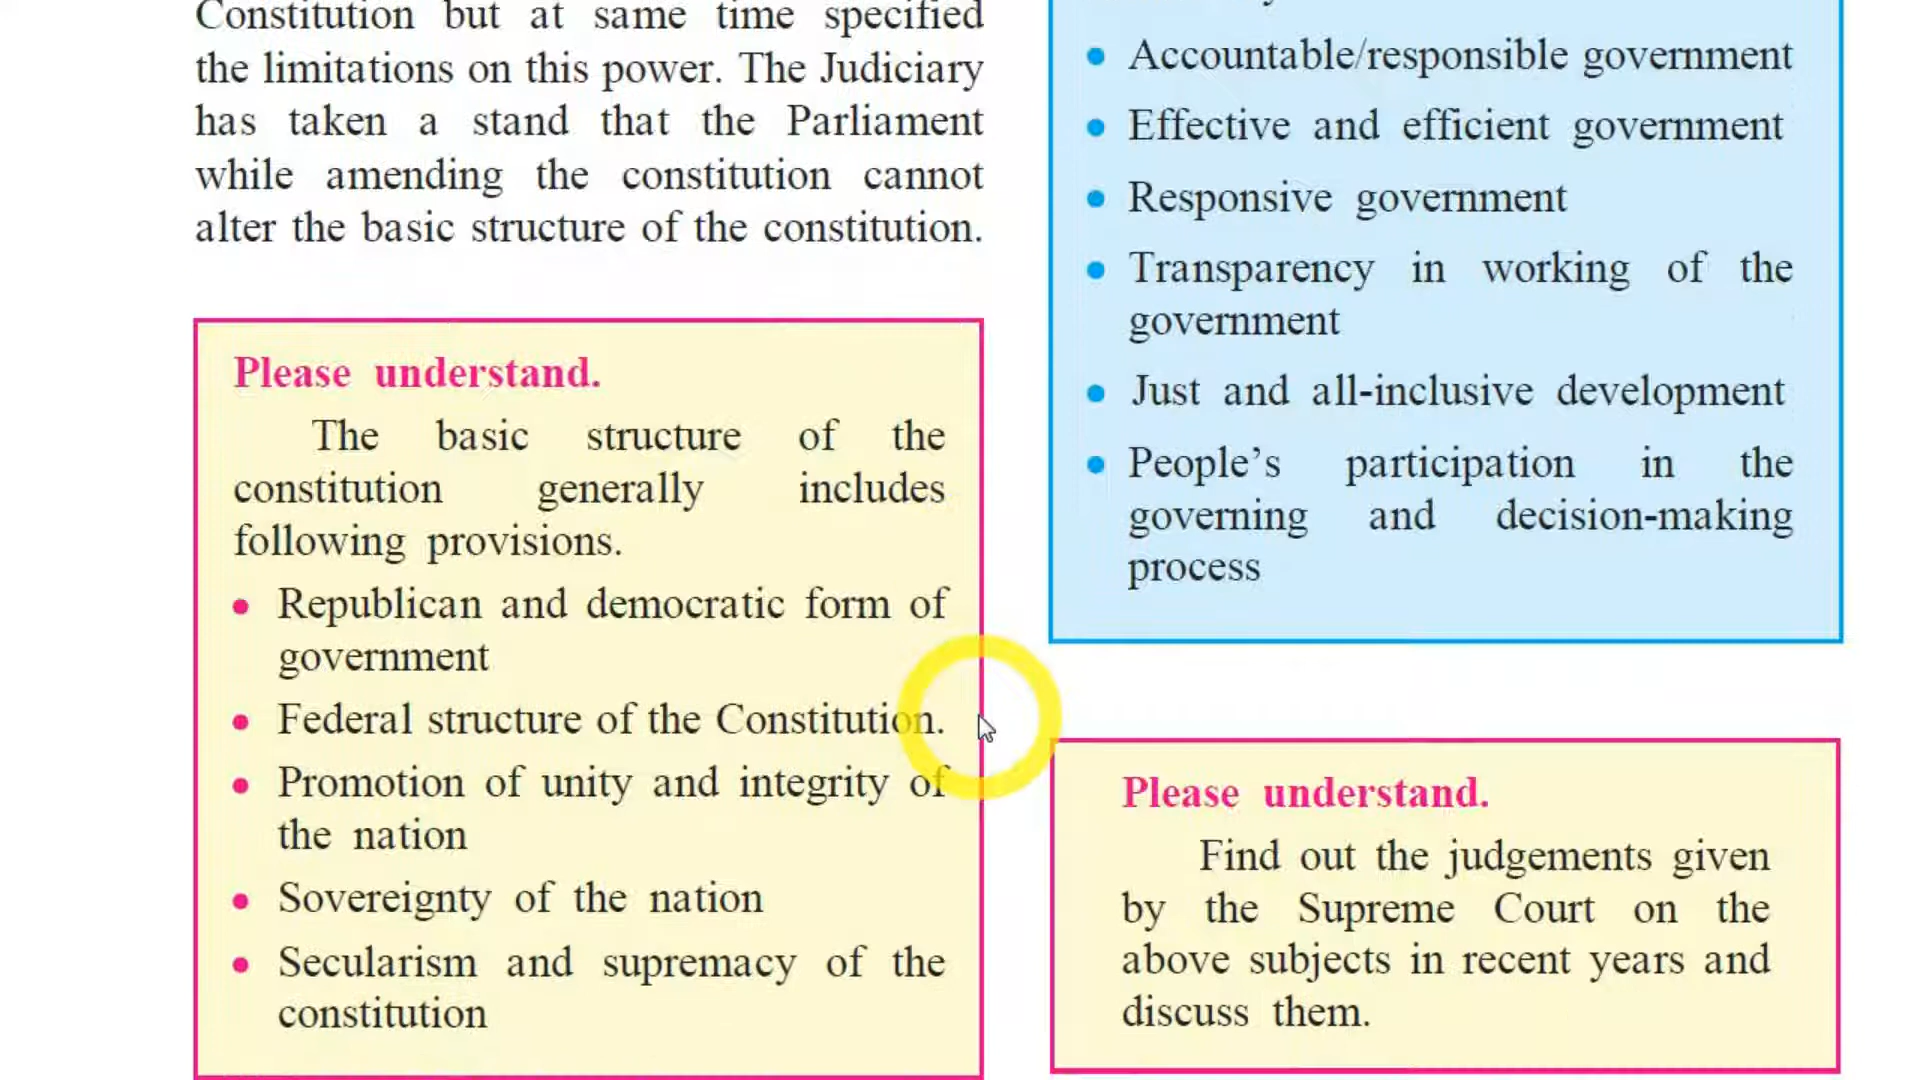 Constitution but at same time specified
the limitations on this power. The Judiciary
has taken a stand that the Parliament
while amending the constitution cannot
alter the basic structure of the constitution.
Please understand.
The basic structure of the
constitution generally includes
following provisions.
• Republican and democratic form of
government
• Federal structure of the Constitution.
• Promotion of unity and integrity of
the nation
• Sovereignty of the nation
• Secularism and supremacy of the
constitution
• Accountable/responsible government
• Effective and efficient government
• Responsive government
• Transparency in working of the
government
• Just and all-inclusive development
• People’s participation in the
governing and decision-making
process
Please understand.
Find out the judgements given
by the Supreme Court on the
above subjects in recent years and
discuss them.